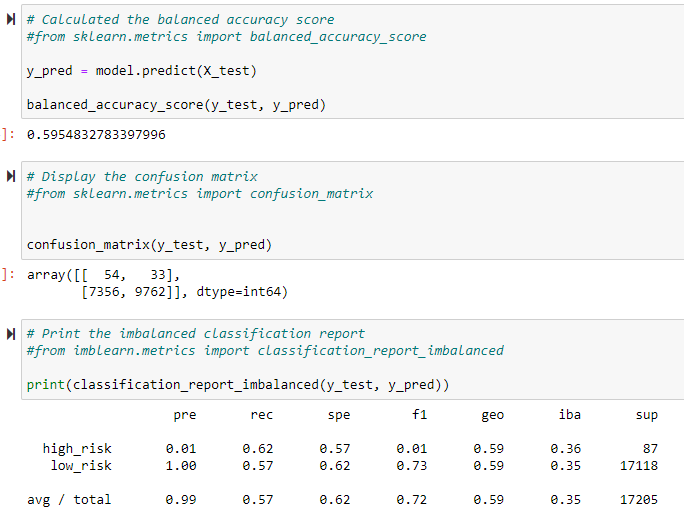 # Calculated the balanced accuracy score
#from sklearn.metrics import balanced_accuracy_score
y_pred = model.predict(X_test)
balanced_accuracy_score(y_test, y_pred)
]: 0.5954832783397996
# Display the confusion matrix
#from sklearn.metrics import confusion_matrix
confusion_matrix(y_test, y_pred)
]: array([[  54,   33],
       [7356, 9762]], dtype=int64)
# Print the imbalanced classification report
#from imblearn.metrics import classification_report_imbalanced
print(classification_report_imbalanced(y_test, y_pred))
pre rec spe f1 geo iba sup
high_risk 0.01 0.62 0.57 0.01 0.59 0.36 87
low_risk 1.00 0.57 0.62 0.73 0.59 0.35 17118
avg / total 0.99 0.57 0.62 0.72 0.59 0.35 17205